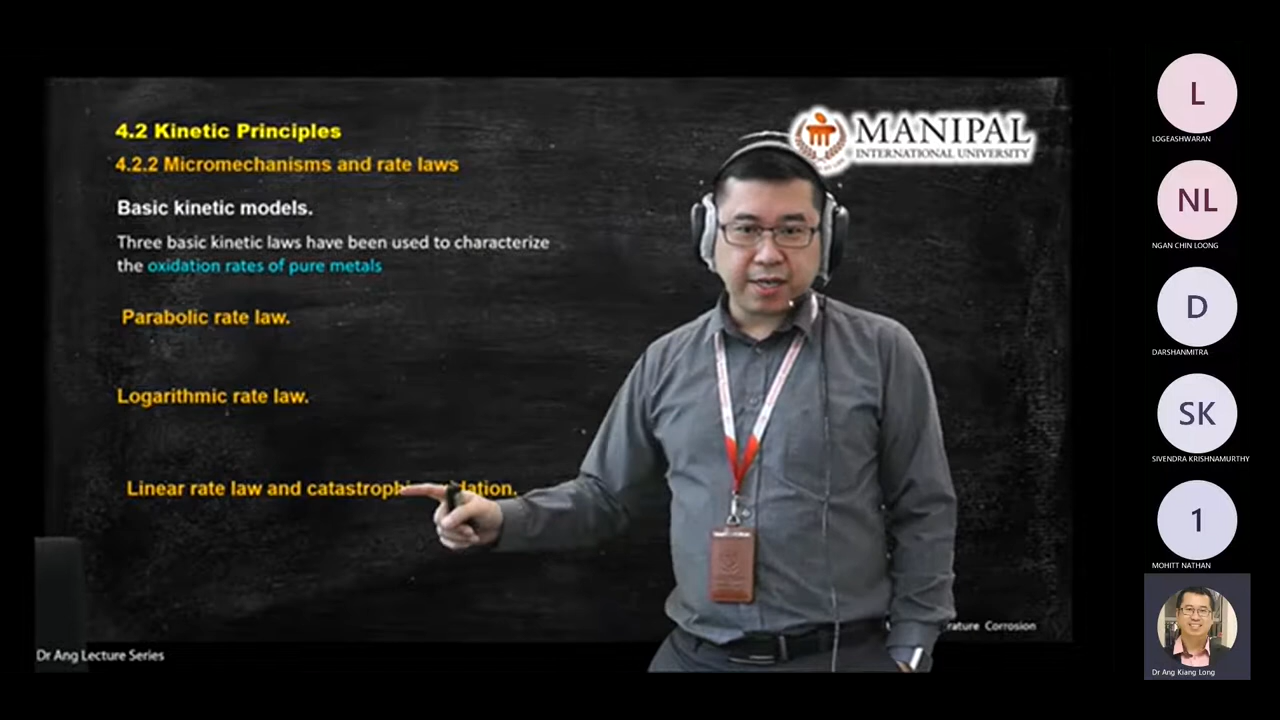 4.2 Kinetic Principles
4.2.2 Micromechanisms and rate laws
MANIPAL
INTERNATIONAL UNIVERSITY
Basic kinetic models.
Three basic kinetic laws have been used to characterize
the oxidation rates of pure metals
Parabolic rate law.
Logarithmic rate law.
Linear rate law and
Corrosion
Dr Ang Lecture Series
L
LOGEASHWARAN
NL
NGAN CHIN LOONG
D
DARSHANMITRA
SK
SIVENDRA KRISHNAMURTHY
1
MOHITT NATHAN
Dr Ang Kiang Long